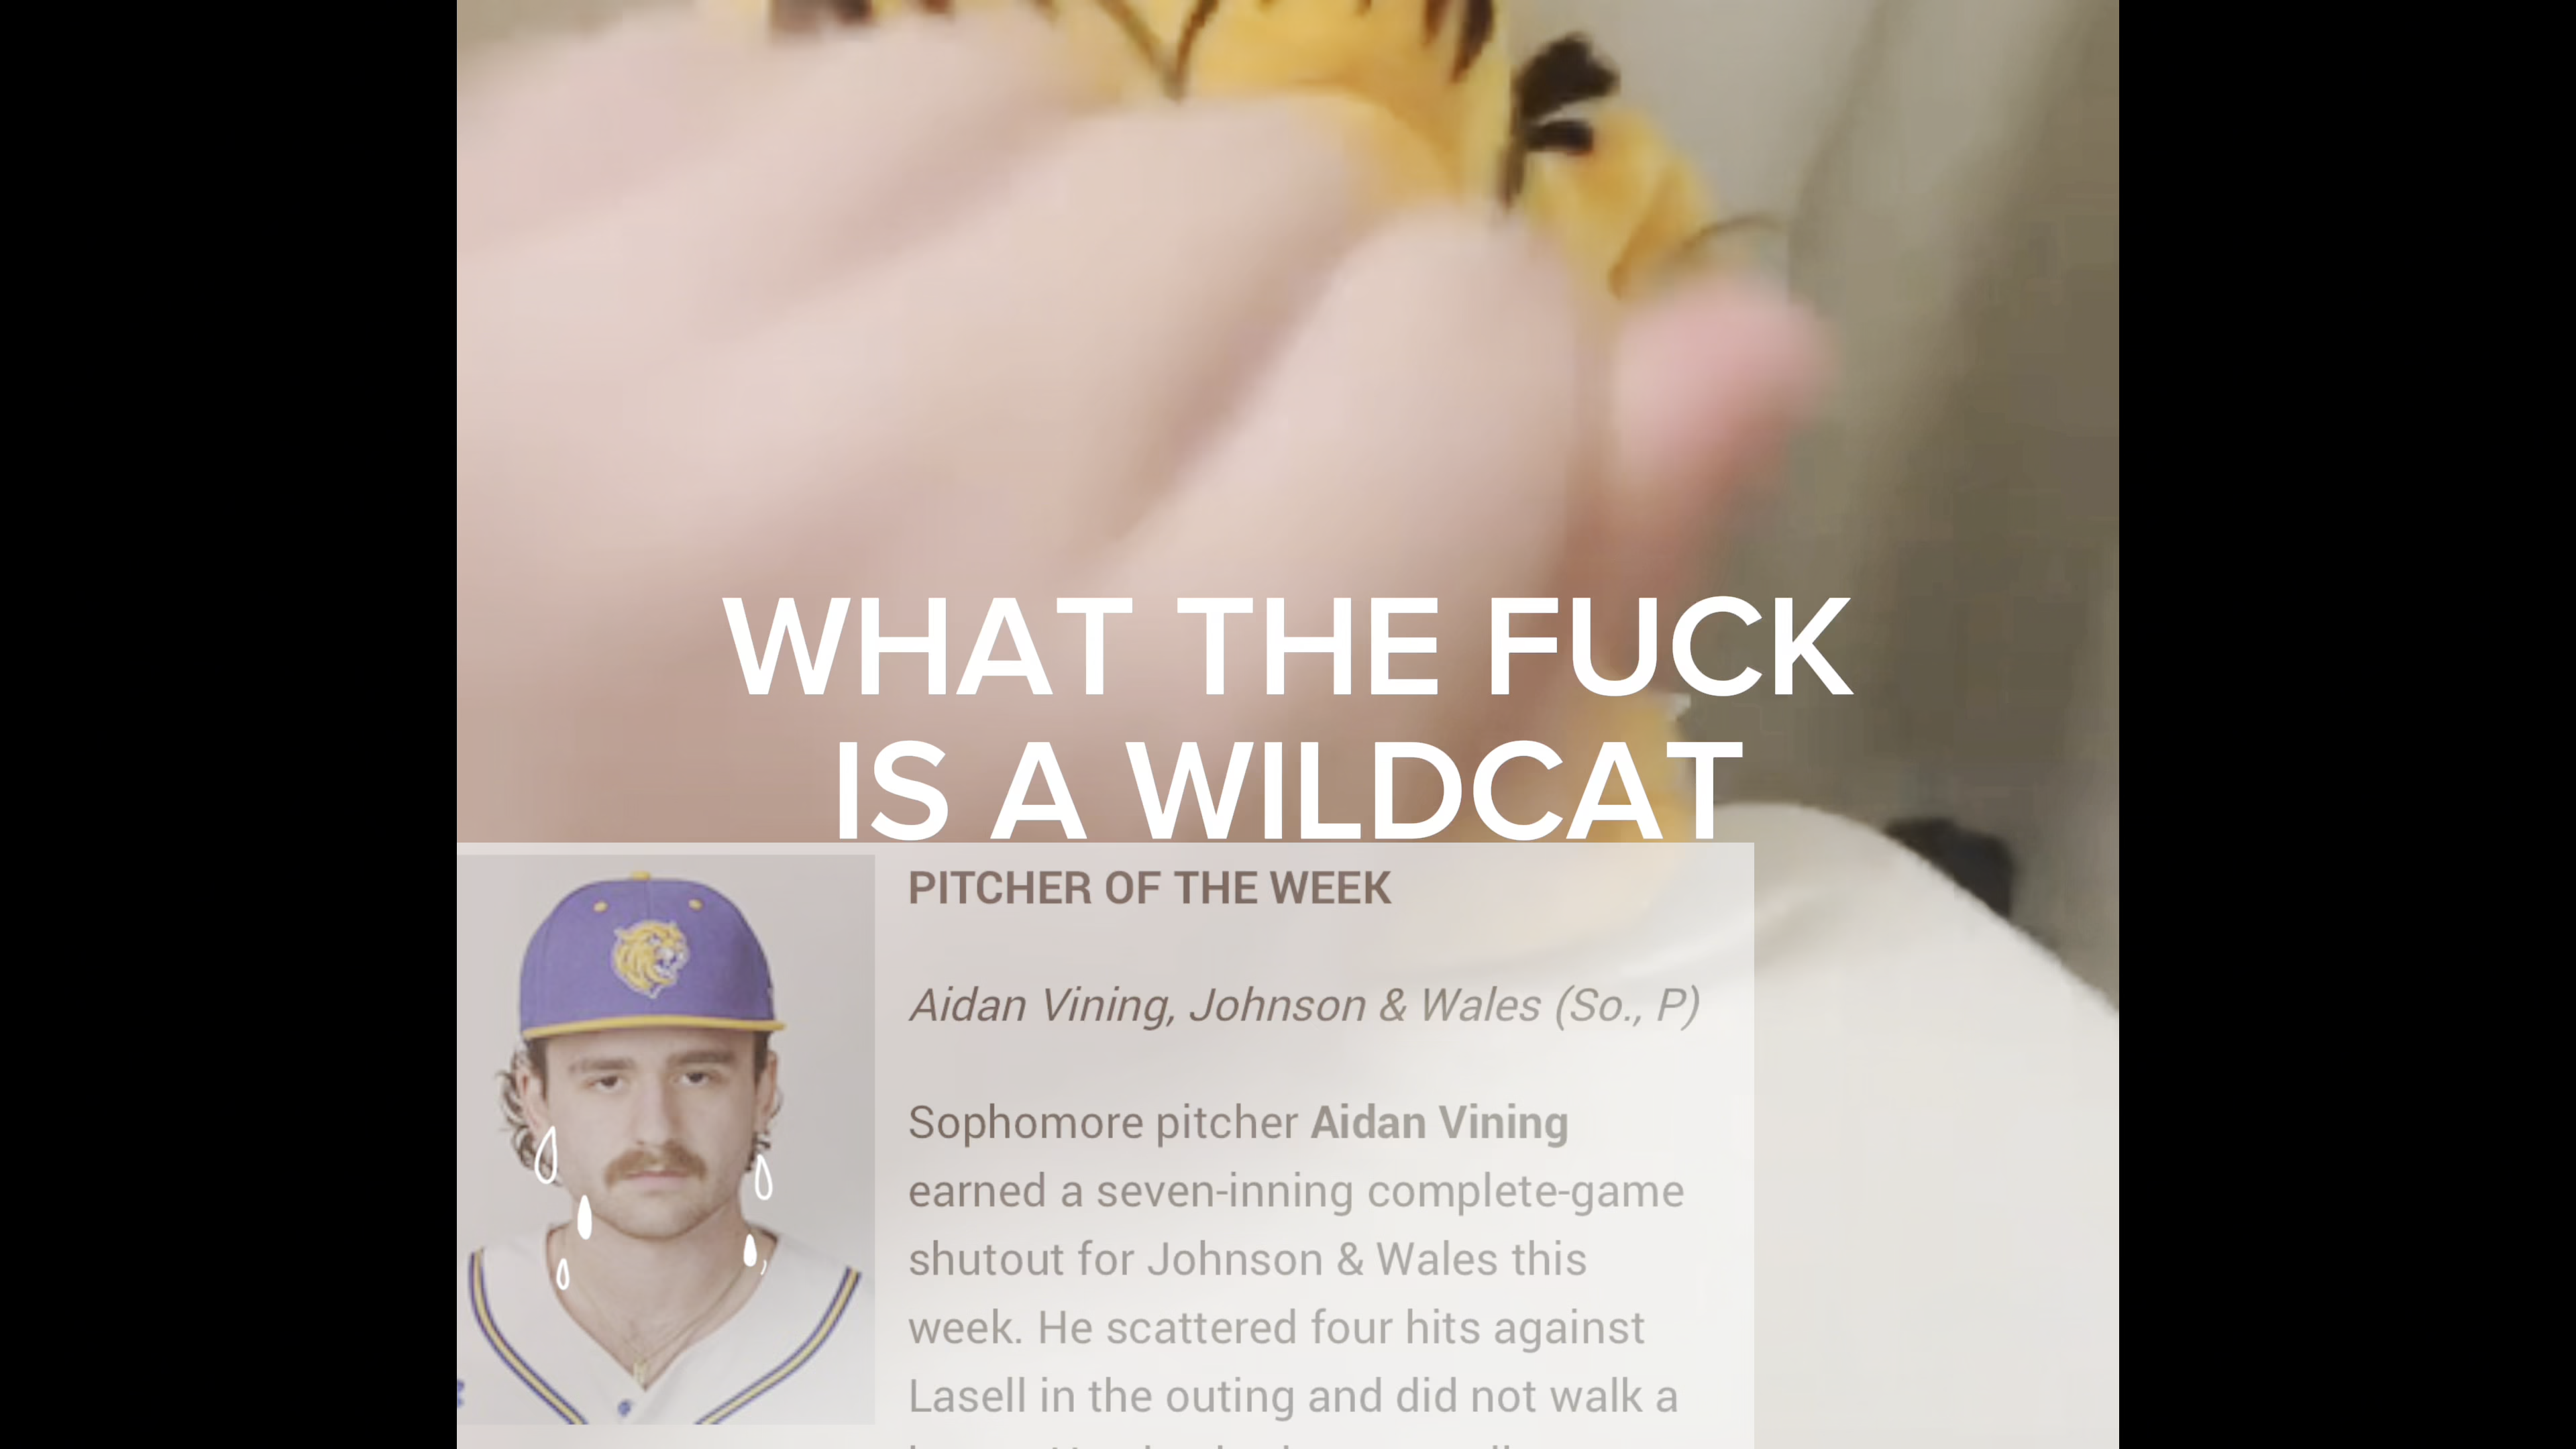 WHAT THE FUCK
IS A WILDCAT
PITCHER OF THE WEEK
Aidan Vining, Johnson & Wales (So., P)
Sophomore pitcher Aidan Vining
earned a seven-inning complete-game
shutout for Johnson & Wales this
week. He scattered four hits against
Lasell in the outing and did not walk a